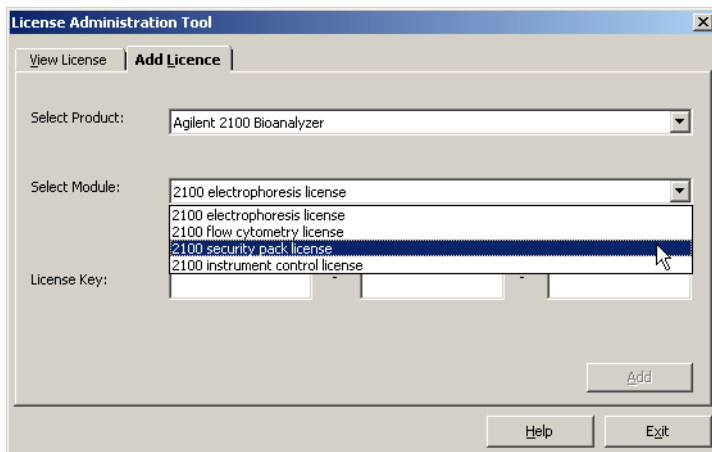 License Administration Tool
View License
Add Licence
Select Product:
Agilent 2100 Bioanalyzer
Select Module:
2100 electrophoresis license
2100 electrophoresis license
2100 flow cytometry license
2100 security pack license
2100 instrument control license
License Key:
- -
Add
Help
Exit